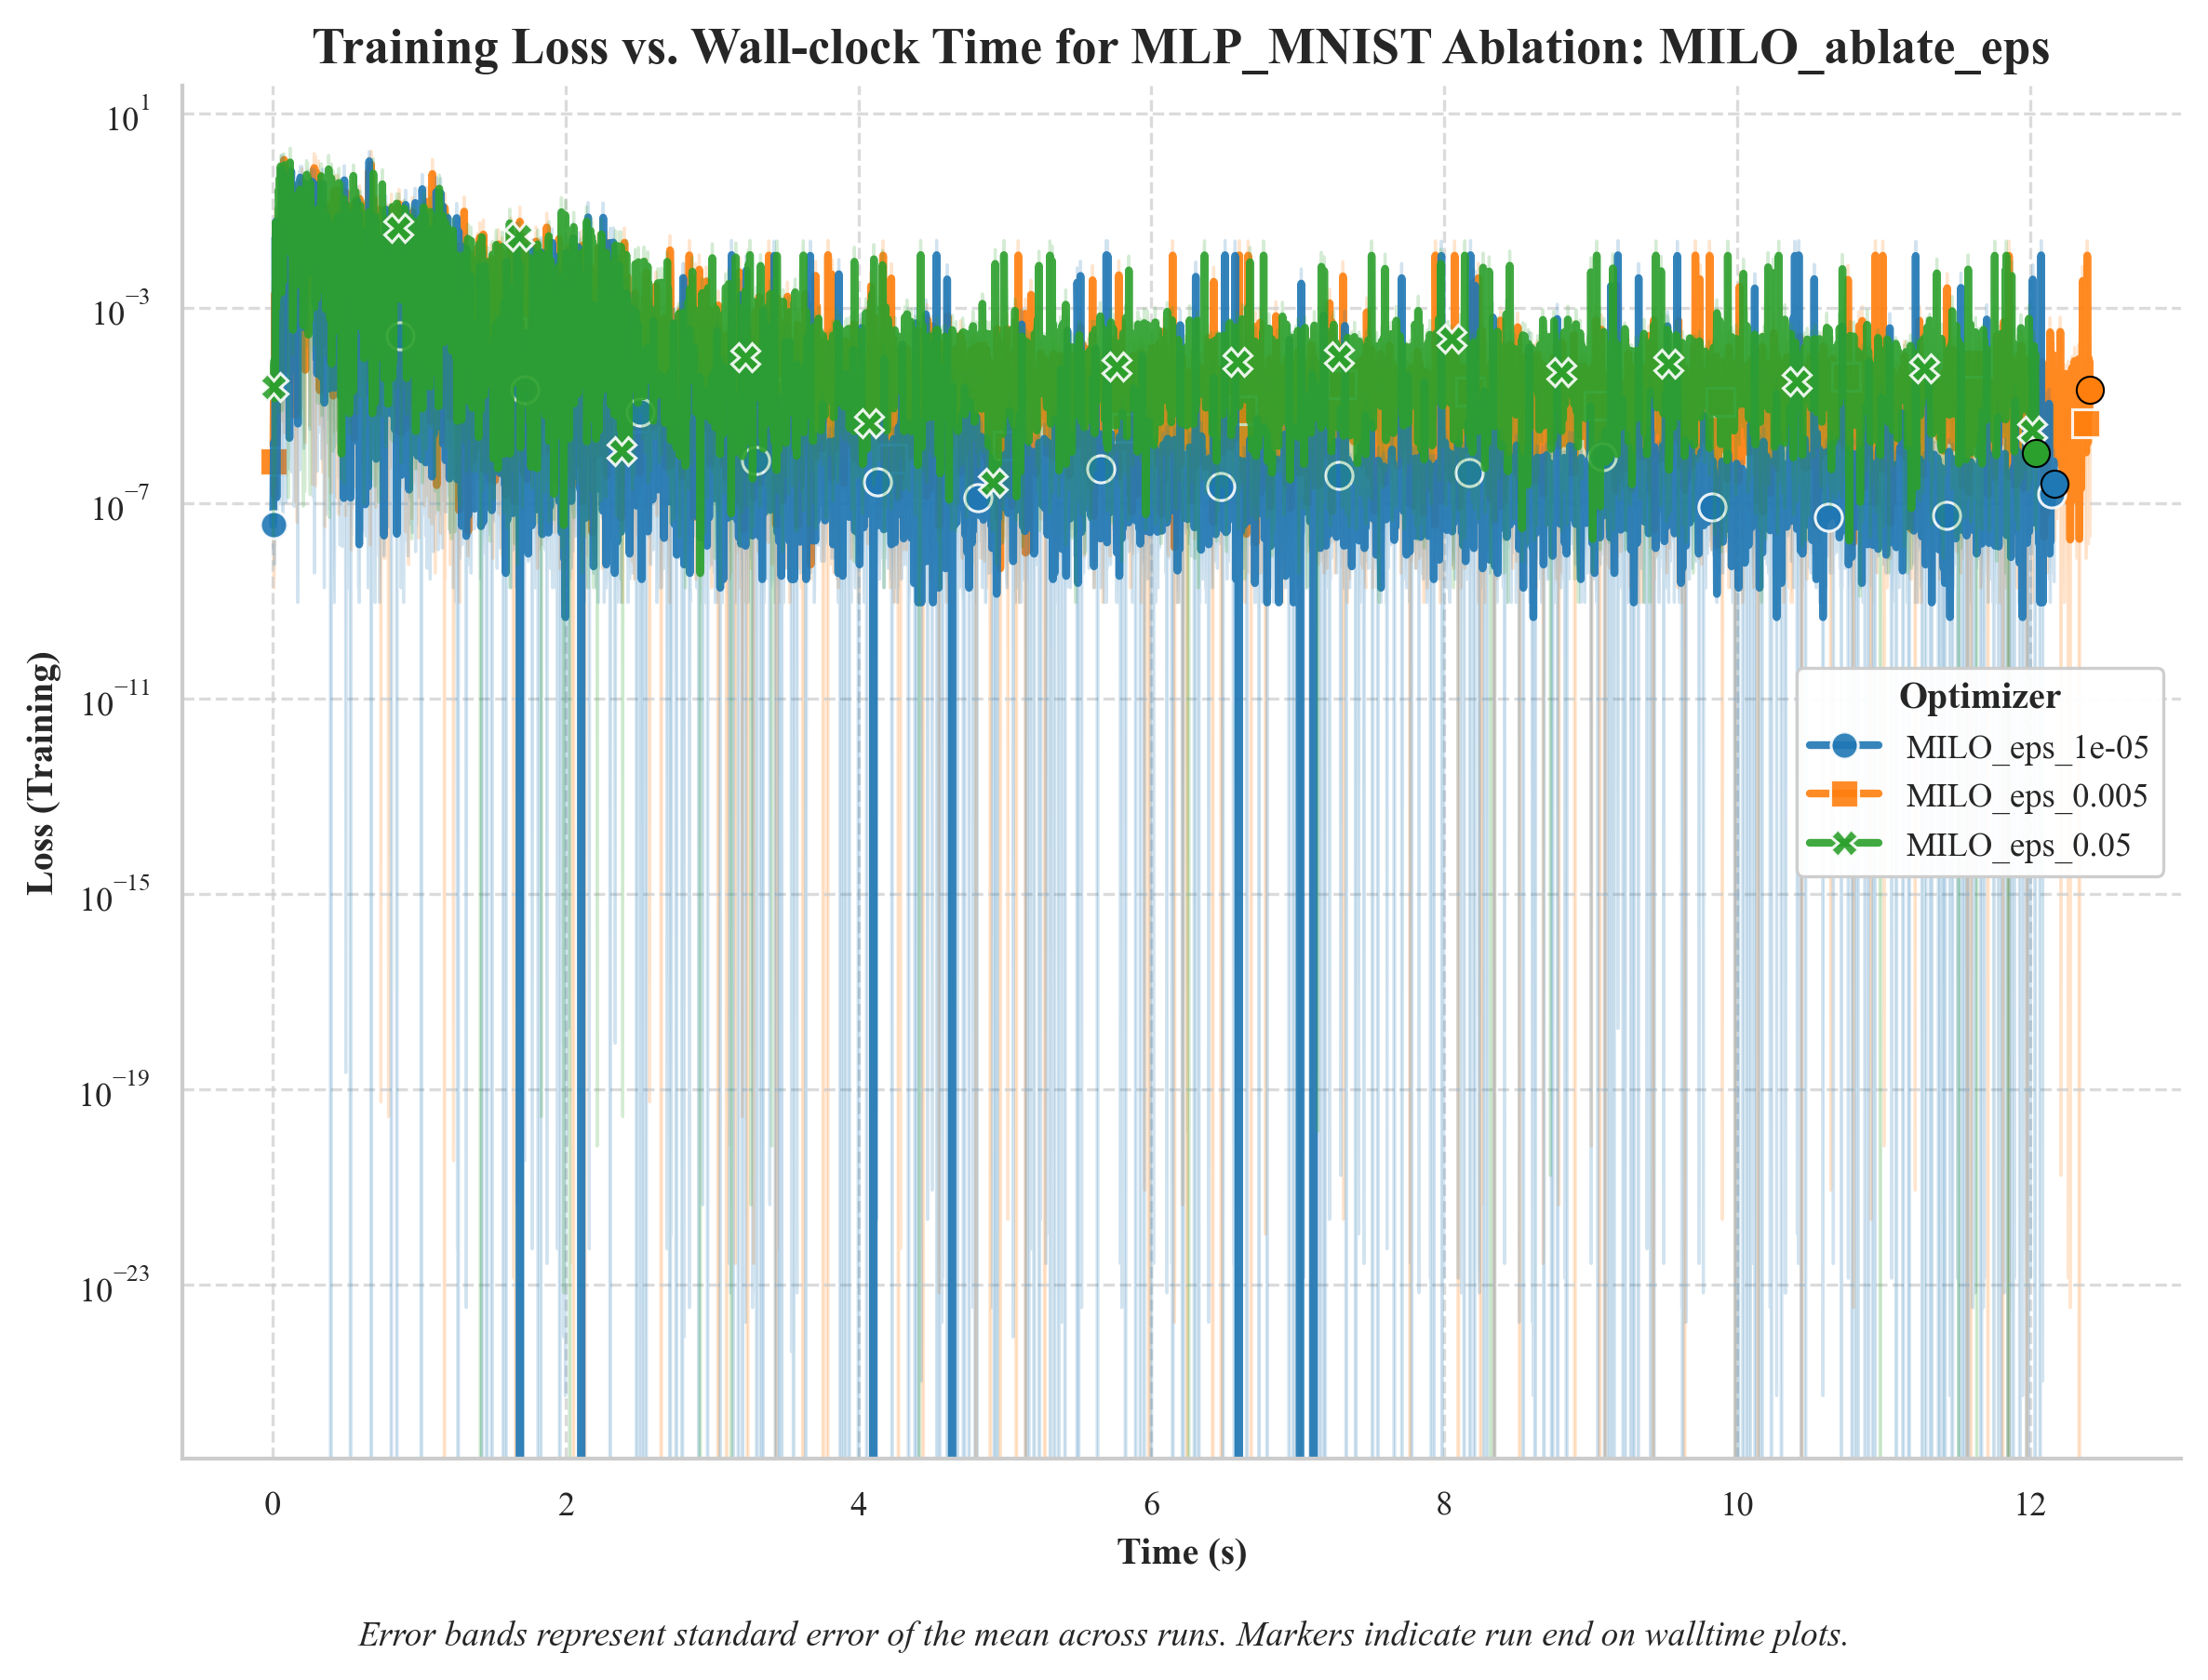 Training Loss vs. Wall-clock Time for MLP_MNIST Ablation: MILO_ablate_eps
Loss (Training)
10^1
10^−3
10^−7
10^−11
10^−15
10^−19
10^−23
Optimizer
MILO_eps_1e-05
MILO_eps_0.005
MILO_eps_0.05
0 2 4 6 8 10 12
Time (s)
Error bands represent standard error of the mean across runs. Markers indicate run end on walltime plots.